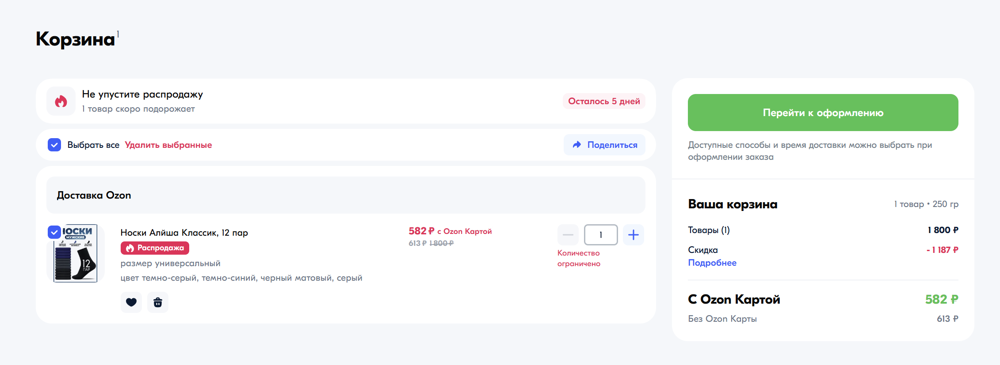 Корзина 1
Не упустите распродажу
1 товар скоро подорожает
Осталось 5 дней
Выбрать все Удалить выбранные
Поделиться
Доставка Ozon
НОСКИ
МУЖСКИЕ
12
ПАР
Носки Алйша Классик, 12 пар
Распродажа
размер универсальный
цвет темно-серый, темно-синий, черный матовый, серый
582 ₽ с Ozon Картой
613 ₽ 1 800 ₽
1
Количество
ограничено
Перейти к оформлению
Доступные способы и время доставки можно выбрать при
оформлении заказа
Ваша корзина 1 товар • 250 гр
Товары (1) 1 800 ₽
Скидка - 1 187 ₽
Подробнее
С Ozon Картой 582 ₽
Без Ozon Карты 613 ₽